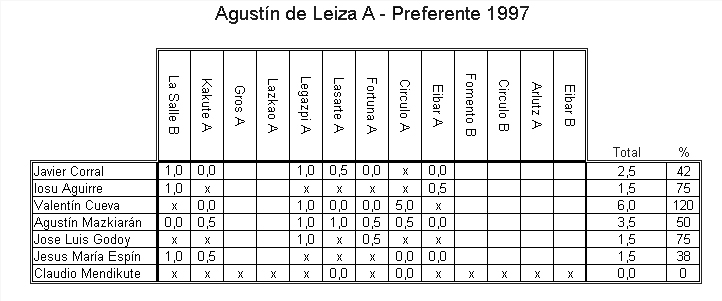 Agustín de Leiza A - Preferente 1997
La Salle B Kakute A Gros A Lazkao A Legazpi A Lasarte A Fortuna A Circulo A Eibar A Fomento B Circulo B Arlutz A Eibar B
Total %
Javier Corral 1,0 0,0 1,0 0,5 0,0 x 0,0 2,5 42
Iosu Aguirre 1,0 x x x x x 0,5 1,5 75
Valentín Cueva x 0,0 1,0 0,0 0,0 5,0 x 6,0 120
Agustín Mazkiarán 0,0 0,5 1,0 1,0 0,5 0,5 0,0 3,5 50
Jose Luis Godoy x x 1,0 x 0,5 x x 1,5 75
Jesus María Espín 1,0 0,5 x x x 0,0 0,0 1,5 38
Claudio Mendikute x x x x x 0,0 x 0,0 x x x x x 0,0 0